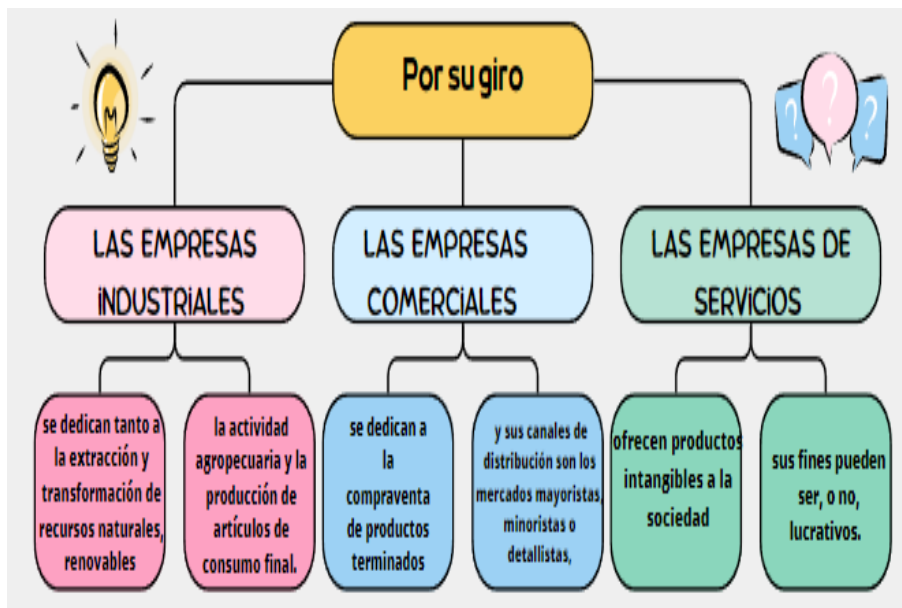 Por su giro
LAS EMPRESAS
INDUSTRIALES
LAS EMPRESAS
COMERCIALES
LAS EMPRESAS DE
SERVICIOS
se dedican tanto a
la extracción y
transformación de
recursos naturales,
renovables
la actividad
agropecuaria y la
producción de
artículos de
consumo final.
se dedican a
la
compraventa
de productos
terminados
y sus canales de
distribución son los
mercados mayoristas,
minoristas o
detallistas,
ofrecen productos
intangibles a la
sociedad
sus fines pueden
ser, o no,
lucrativos.
? ? ?